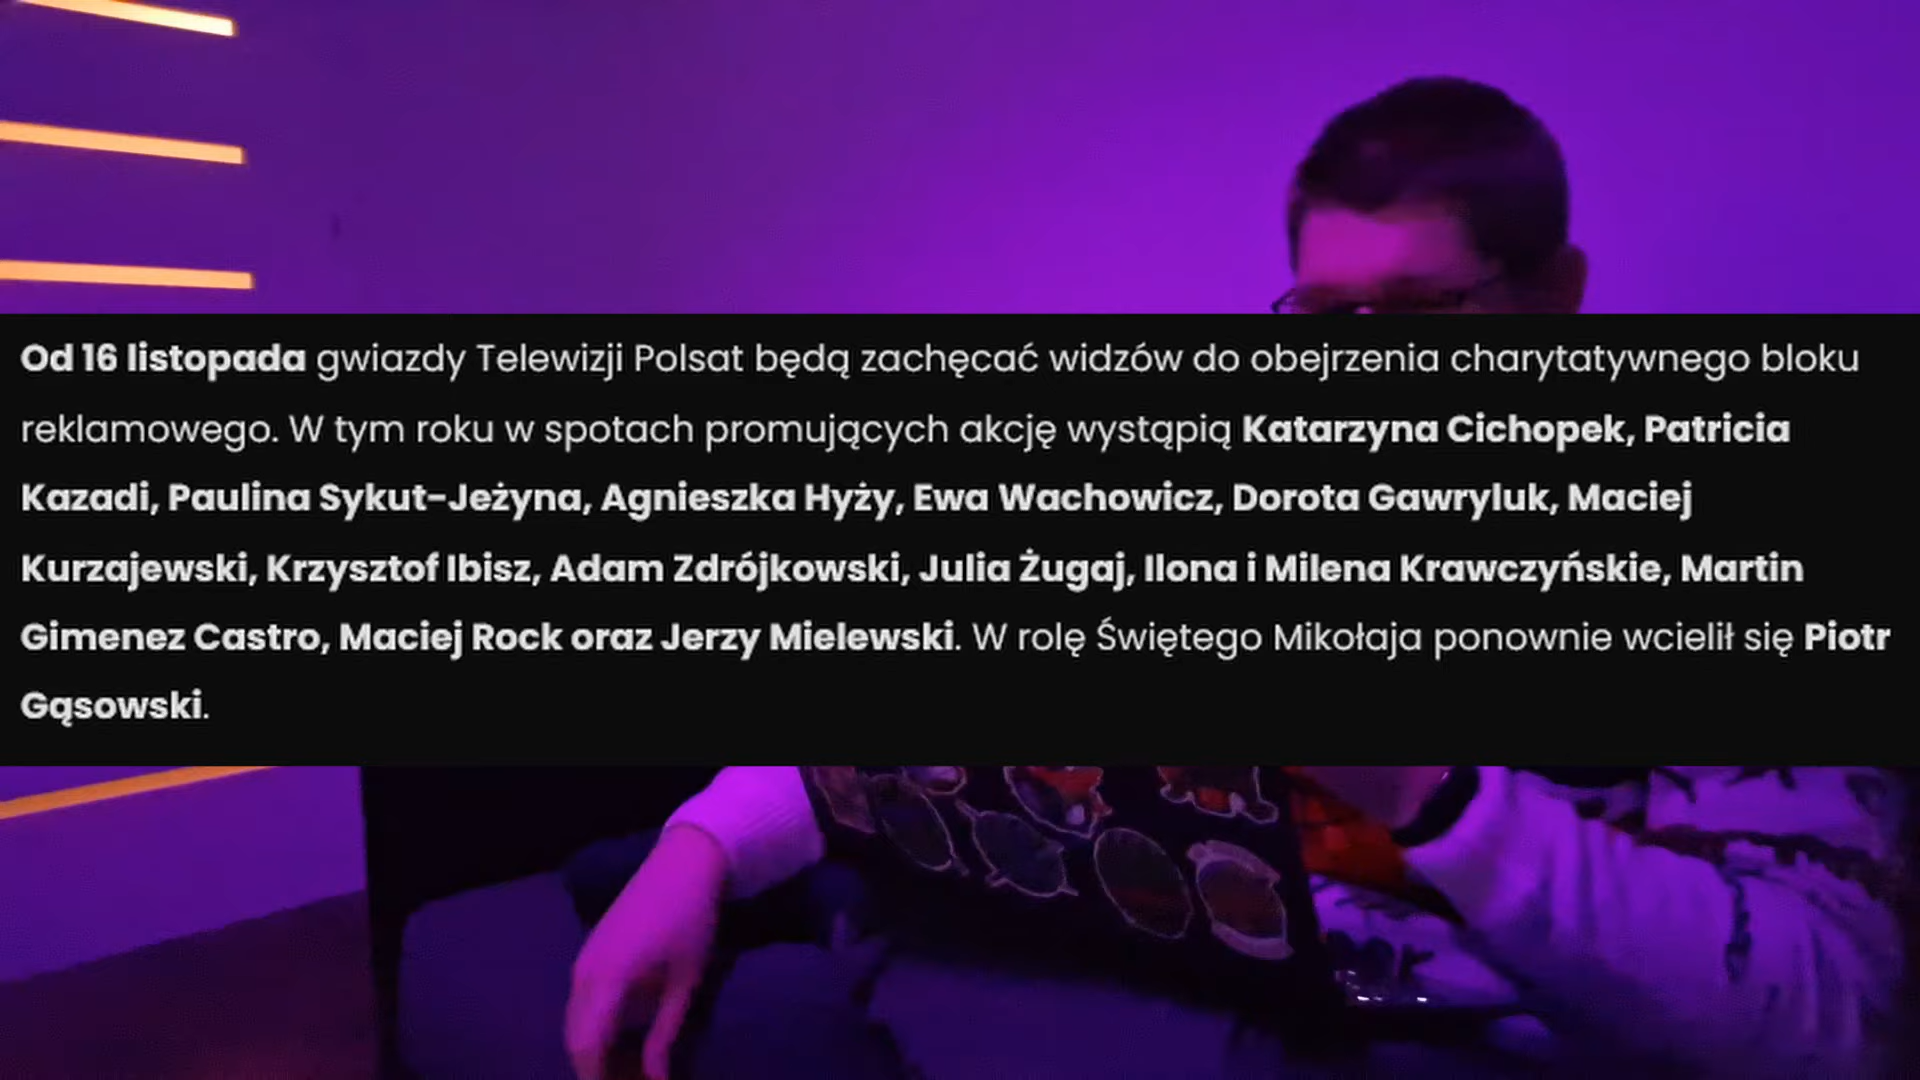 Od 16 listopada gwiazdy Telewizji Polsat będą zachęcać widzów do obejrzenia charytatywnego bloku
reklamowego. W tym roku w spotach promujących akcję wystąpią Katarzyna Cichopek, Patricia
Kazadi, Paulina Sykut-Jeżyna, Agnieszka Hyży, Ewa Wachowicz, Dorota Gawryluk, Maciej
Kurzajewski, Krzysztof Ibisz, Adam Zdrójkowski, Julia Żugaj, Ilona i Milena Krawczyńskie, Martin
Gimenez Castro, Maciej Rock oraz Jerzy Mielewski. W rolę Świętego Mikołaja ponownie wcielił się Piotr
Gąsowski.